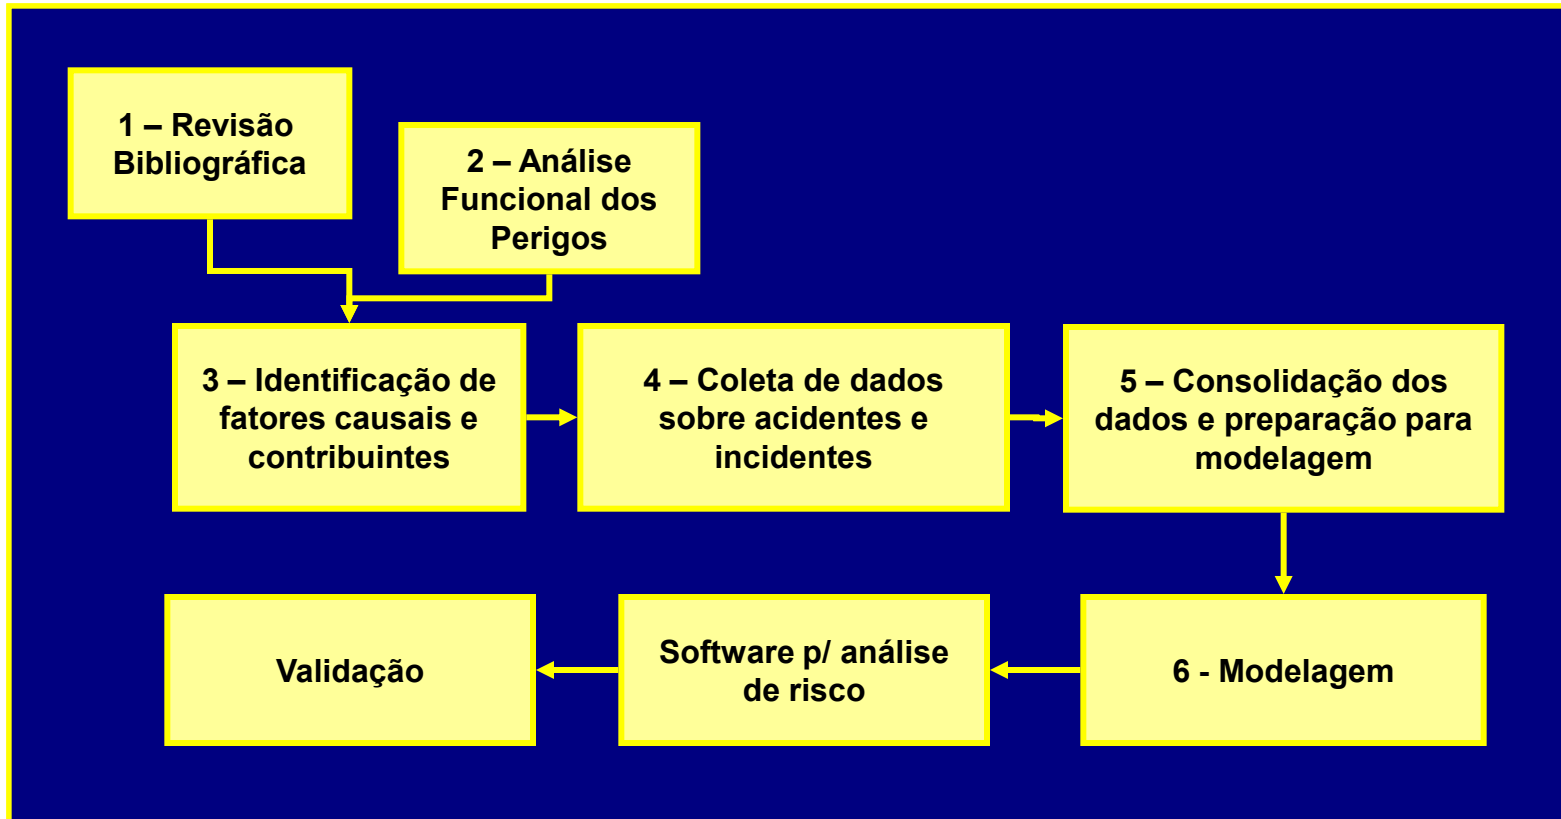 1 – Revisão
Bibliográfica
2 – Análise
Funcional dos
Perigos
3 – Identificação de
fatores causais e
contribuintes
4 – Coleta de dados
sobre acidentes e
incidentes
5 – Consolidação dos
dados e preparação para
modelagem
6 - Modelagem
Software p/ análise
de risco
Validação